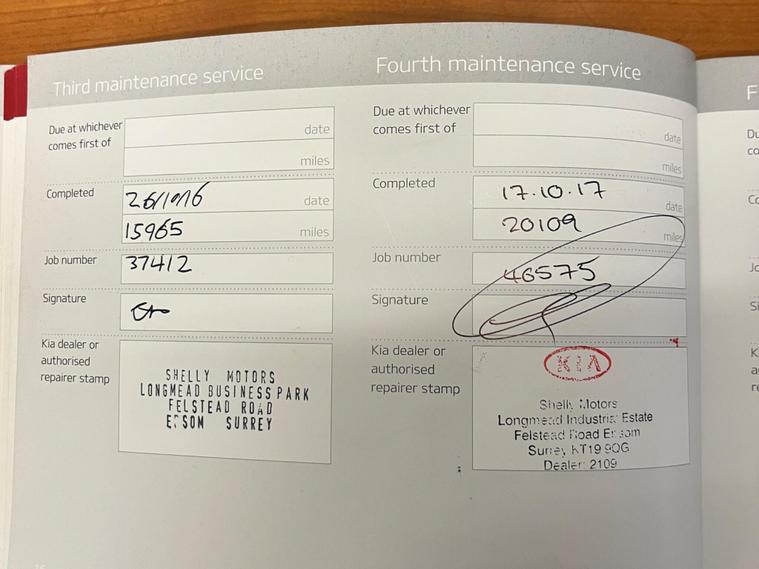 Third maintenance service
Due at whichever
comes first of
date
miles
Completed
26/10/16
date
15965
miles
Job number
37412
Signature
Kia dealer or
authorised
repairer stamp
SHELLY MOTORS
LONGMEAD BUSINESS PARK
FELSTEAD ROAD
EPSOM SURREY
Fourth maintenance service
Due at whichever
comes first of
date
miles
Completed
17.10.17
date
20109
miles
Job number
46575
Signature
Kia dealer or
authorised
repairer stamp
KIA
Shelly Motors
Longmead Industrial Estate
Felstead Road Epsom
Surrey KT19 9QG
Dealer: 2109
F